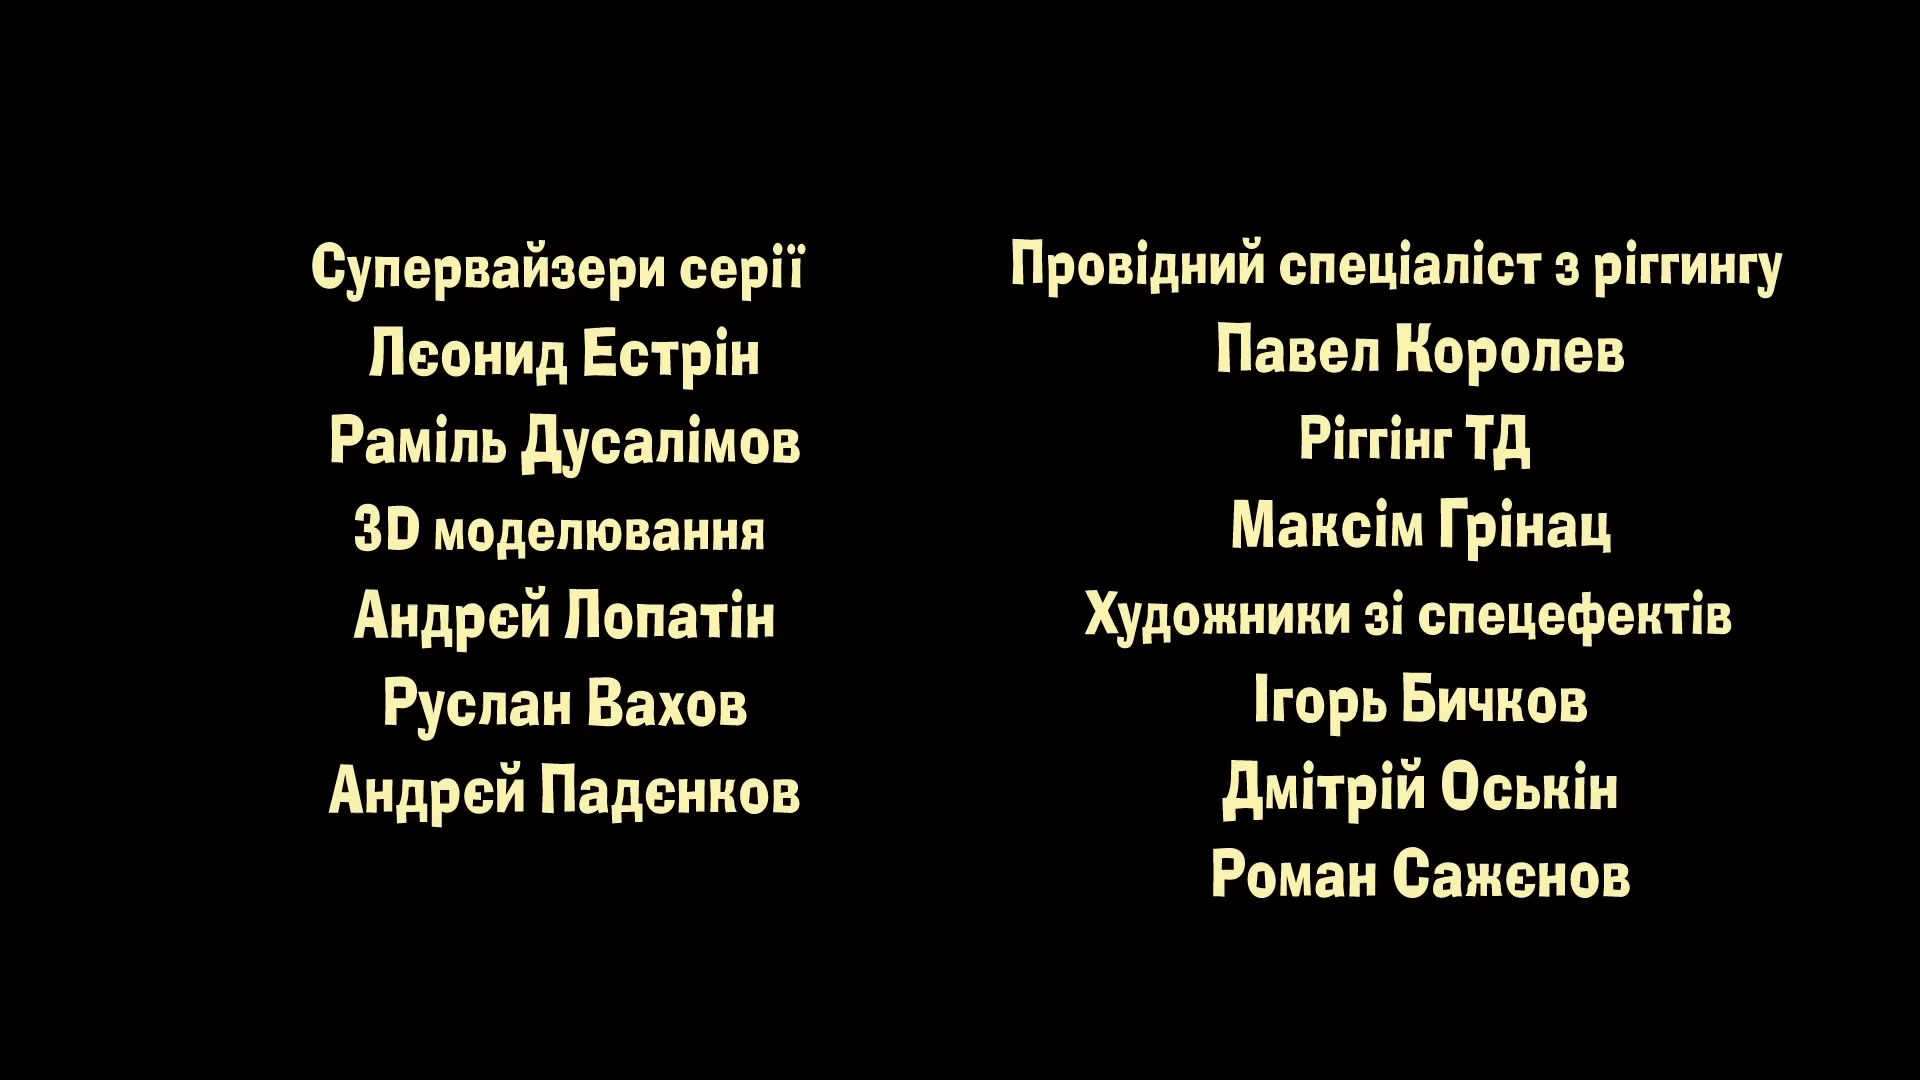 Супервайзери серії
Лєонид Естрін
Раміль Дусалімов
3D моделювання
Андрєй Лопатін
Руслан Вахов
Андрєй Падєнков
Провідний спеціаліст з ріггингу
Павел Королев
Ріггінг ТД
Максім Грінац
Художники зі спецефектів
Ігорь Бичков
Дмітрій Оськін
Роман Сажєнов